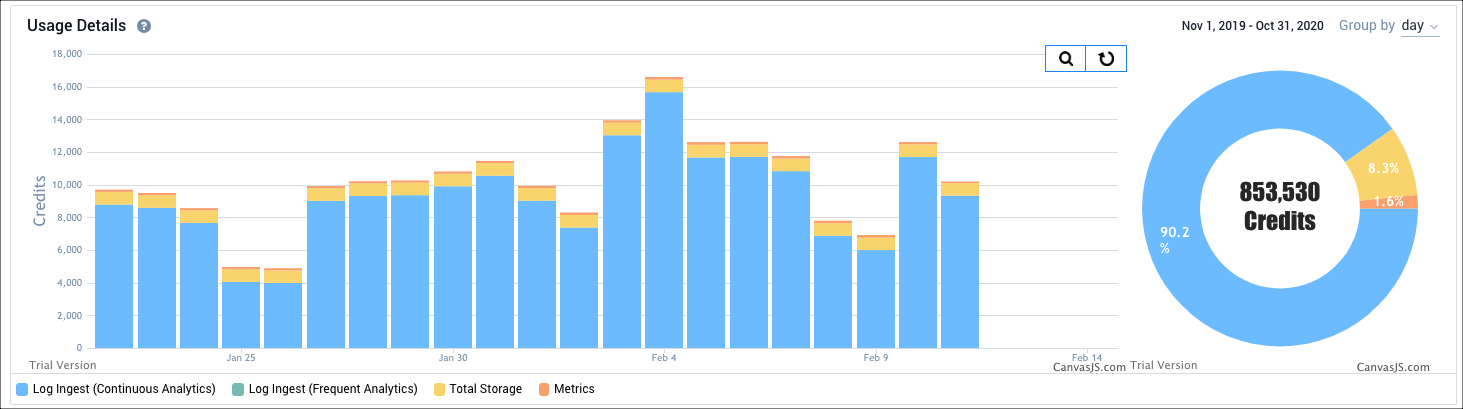 Usage Details ?
Nov 1, 2019 - Oct 31, 2020 Group by day
18,000
16,000
14,000
12,000
10,000
8,000
6,000
4,000
2,000
0
Credits
Jan 25 Jan 30 Feb 4 Feb 9 Feb 14
Trial Version
CanvasJS.com
8.3%
1.6%
90.2
%
853,530
Credits
Trial Version
CanvasJS.com
Log Ingest (Continuous Analytics) Log Ingest (Frequent Analytics) Total Storage Metrics